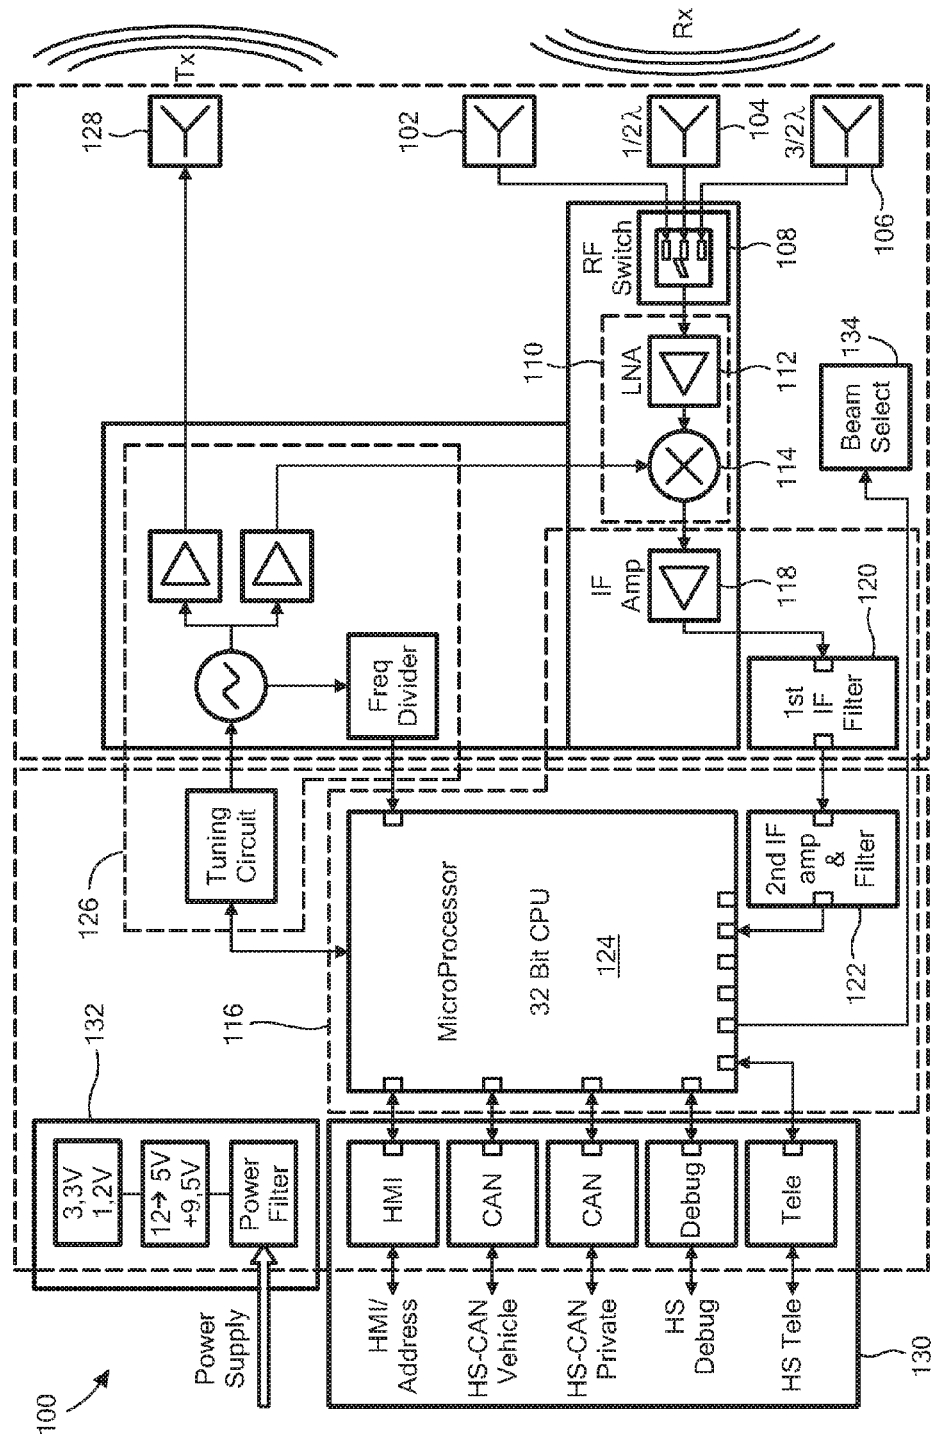 100
Power
Supply
132
3,3V
1,2V
12→ 5V
+9,5V
Power
Filter
116
126
Tuning
Circuit
Freq
Divider
128
Tx
102
1/2λ
104
3/2λ
106
Rx
RF
Switch
108
110
LNA
112
114
IF
Amp
118
Beam
Select
134
1st
IF
Filter
120
2nd IF
amp
&
Filter
122
MicroProcessor
32 Bit CPU
124
HMI/
Address
HMI
HS-CAN
Vehicle
CAN
HS-CAN
Private
CAN
HS
Debug
Debug
HS Tele
Tele
130